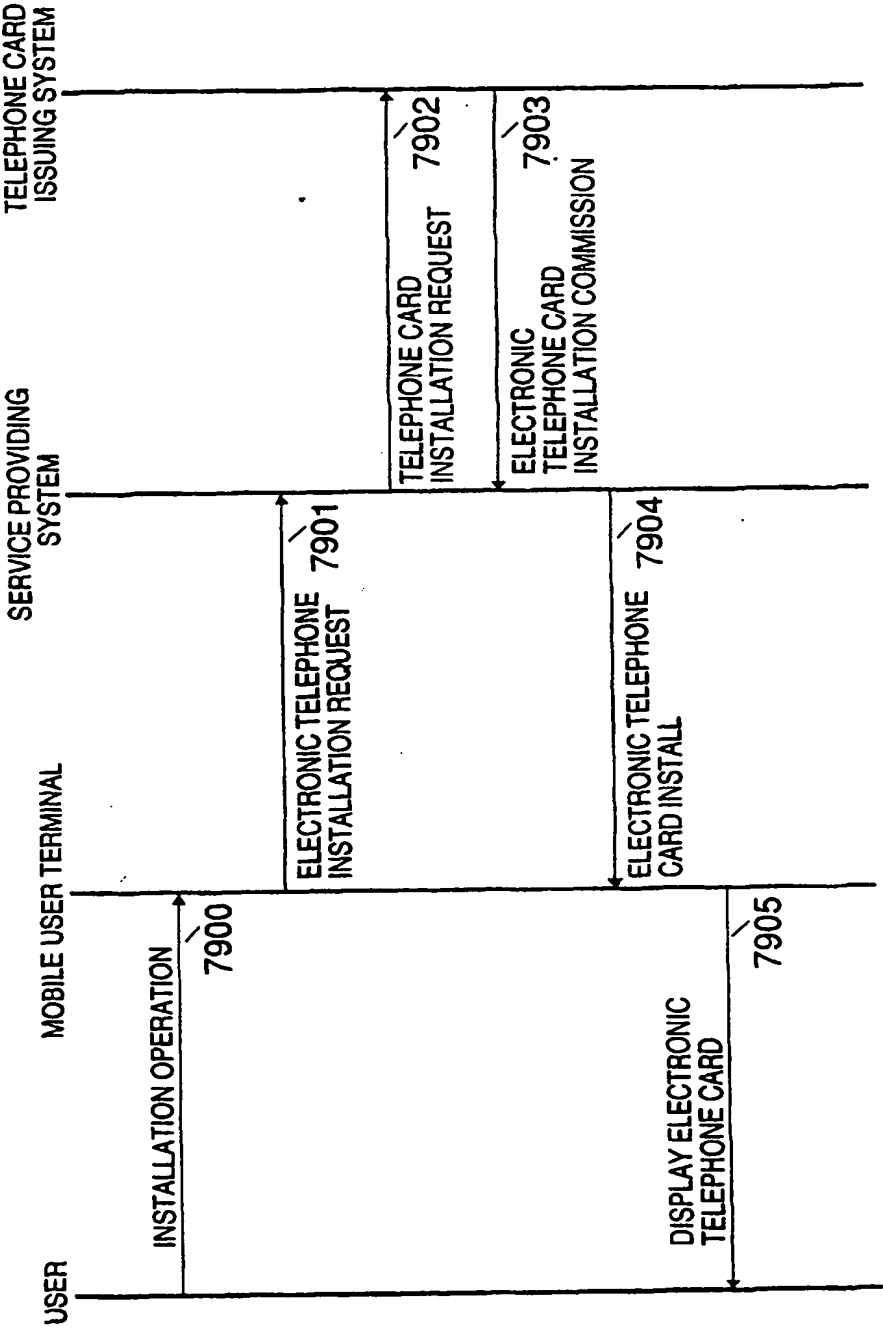 USER
MOBILE USER TERMINAL
SERVICE PROVIDING
SYSTEM
TELEPHONE CARD
ISSUING SYSTEM
INSTALLATION OPERATION
7900
ELECTRONIC TELEPHONE
INSTALLATION REQUEST
7901
TELEPHONE CARD
INSTALLATION REQUEST
7902
ELECTRONIC
TELEPHONE CARD
INSTALLATION COMMISSION
7903
ELECTRONIC TELEPHONE
CARD INSTALL
7904
DISPLAY ELECTRONIC
TELEPHONE CARD
7905